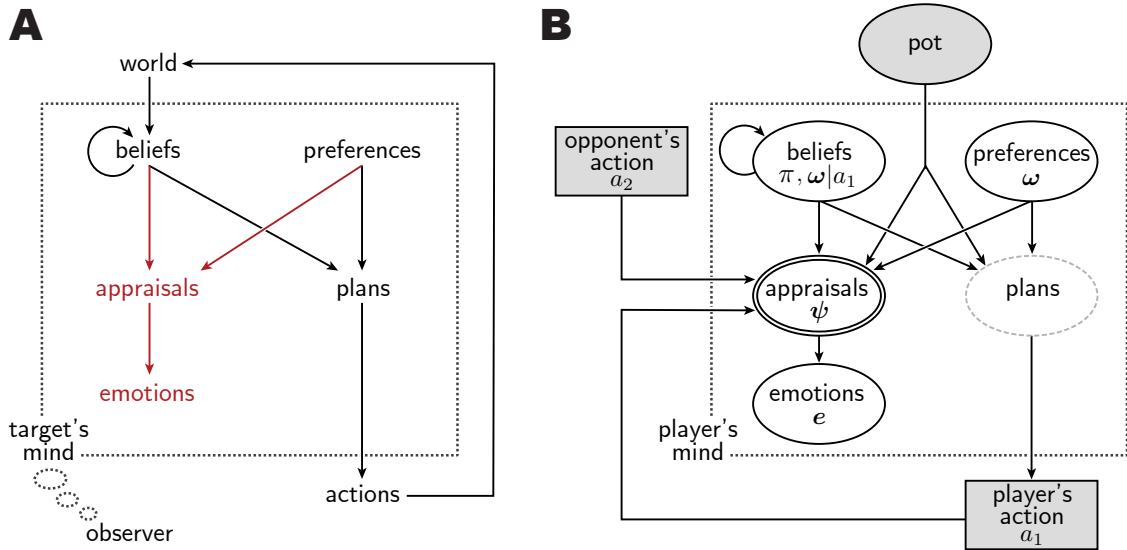 A
world
beliefs
preferences
appraisals
plans
emotions
target's
mind
actions
observer
B
pot
opponent's
action
a₂
beliefs
π, ω|a₁
preferences
ω
appraisals
ψ
plans
emotions
e
player's
mind
player's
action
a₁